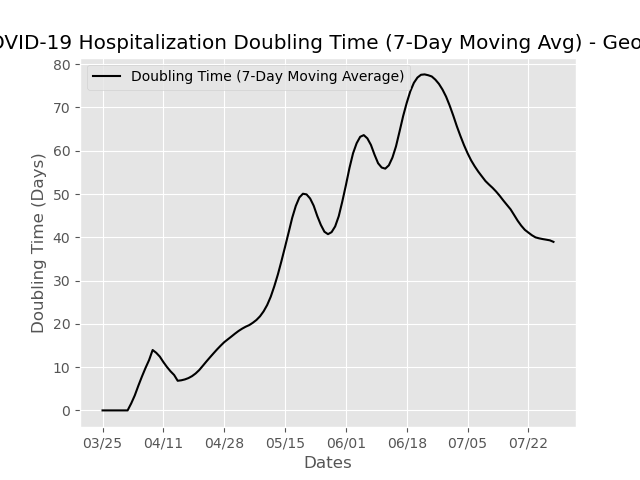 OVID-19 Hospitalization Doubling Time (7-Day Moving Avg) - Geo
Doubling Time (7-Day Moving Average)
80
70
60
50
40
30
20
10
0
Doubling Time (Days)
03/25 04/11 04/28 05/15 06/01 06/18 07/05 07/22
Dates